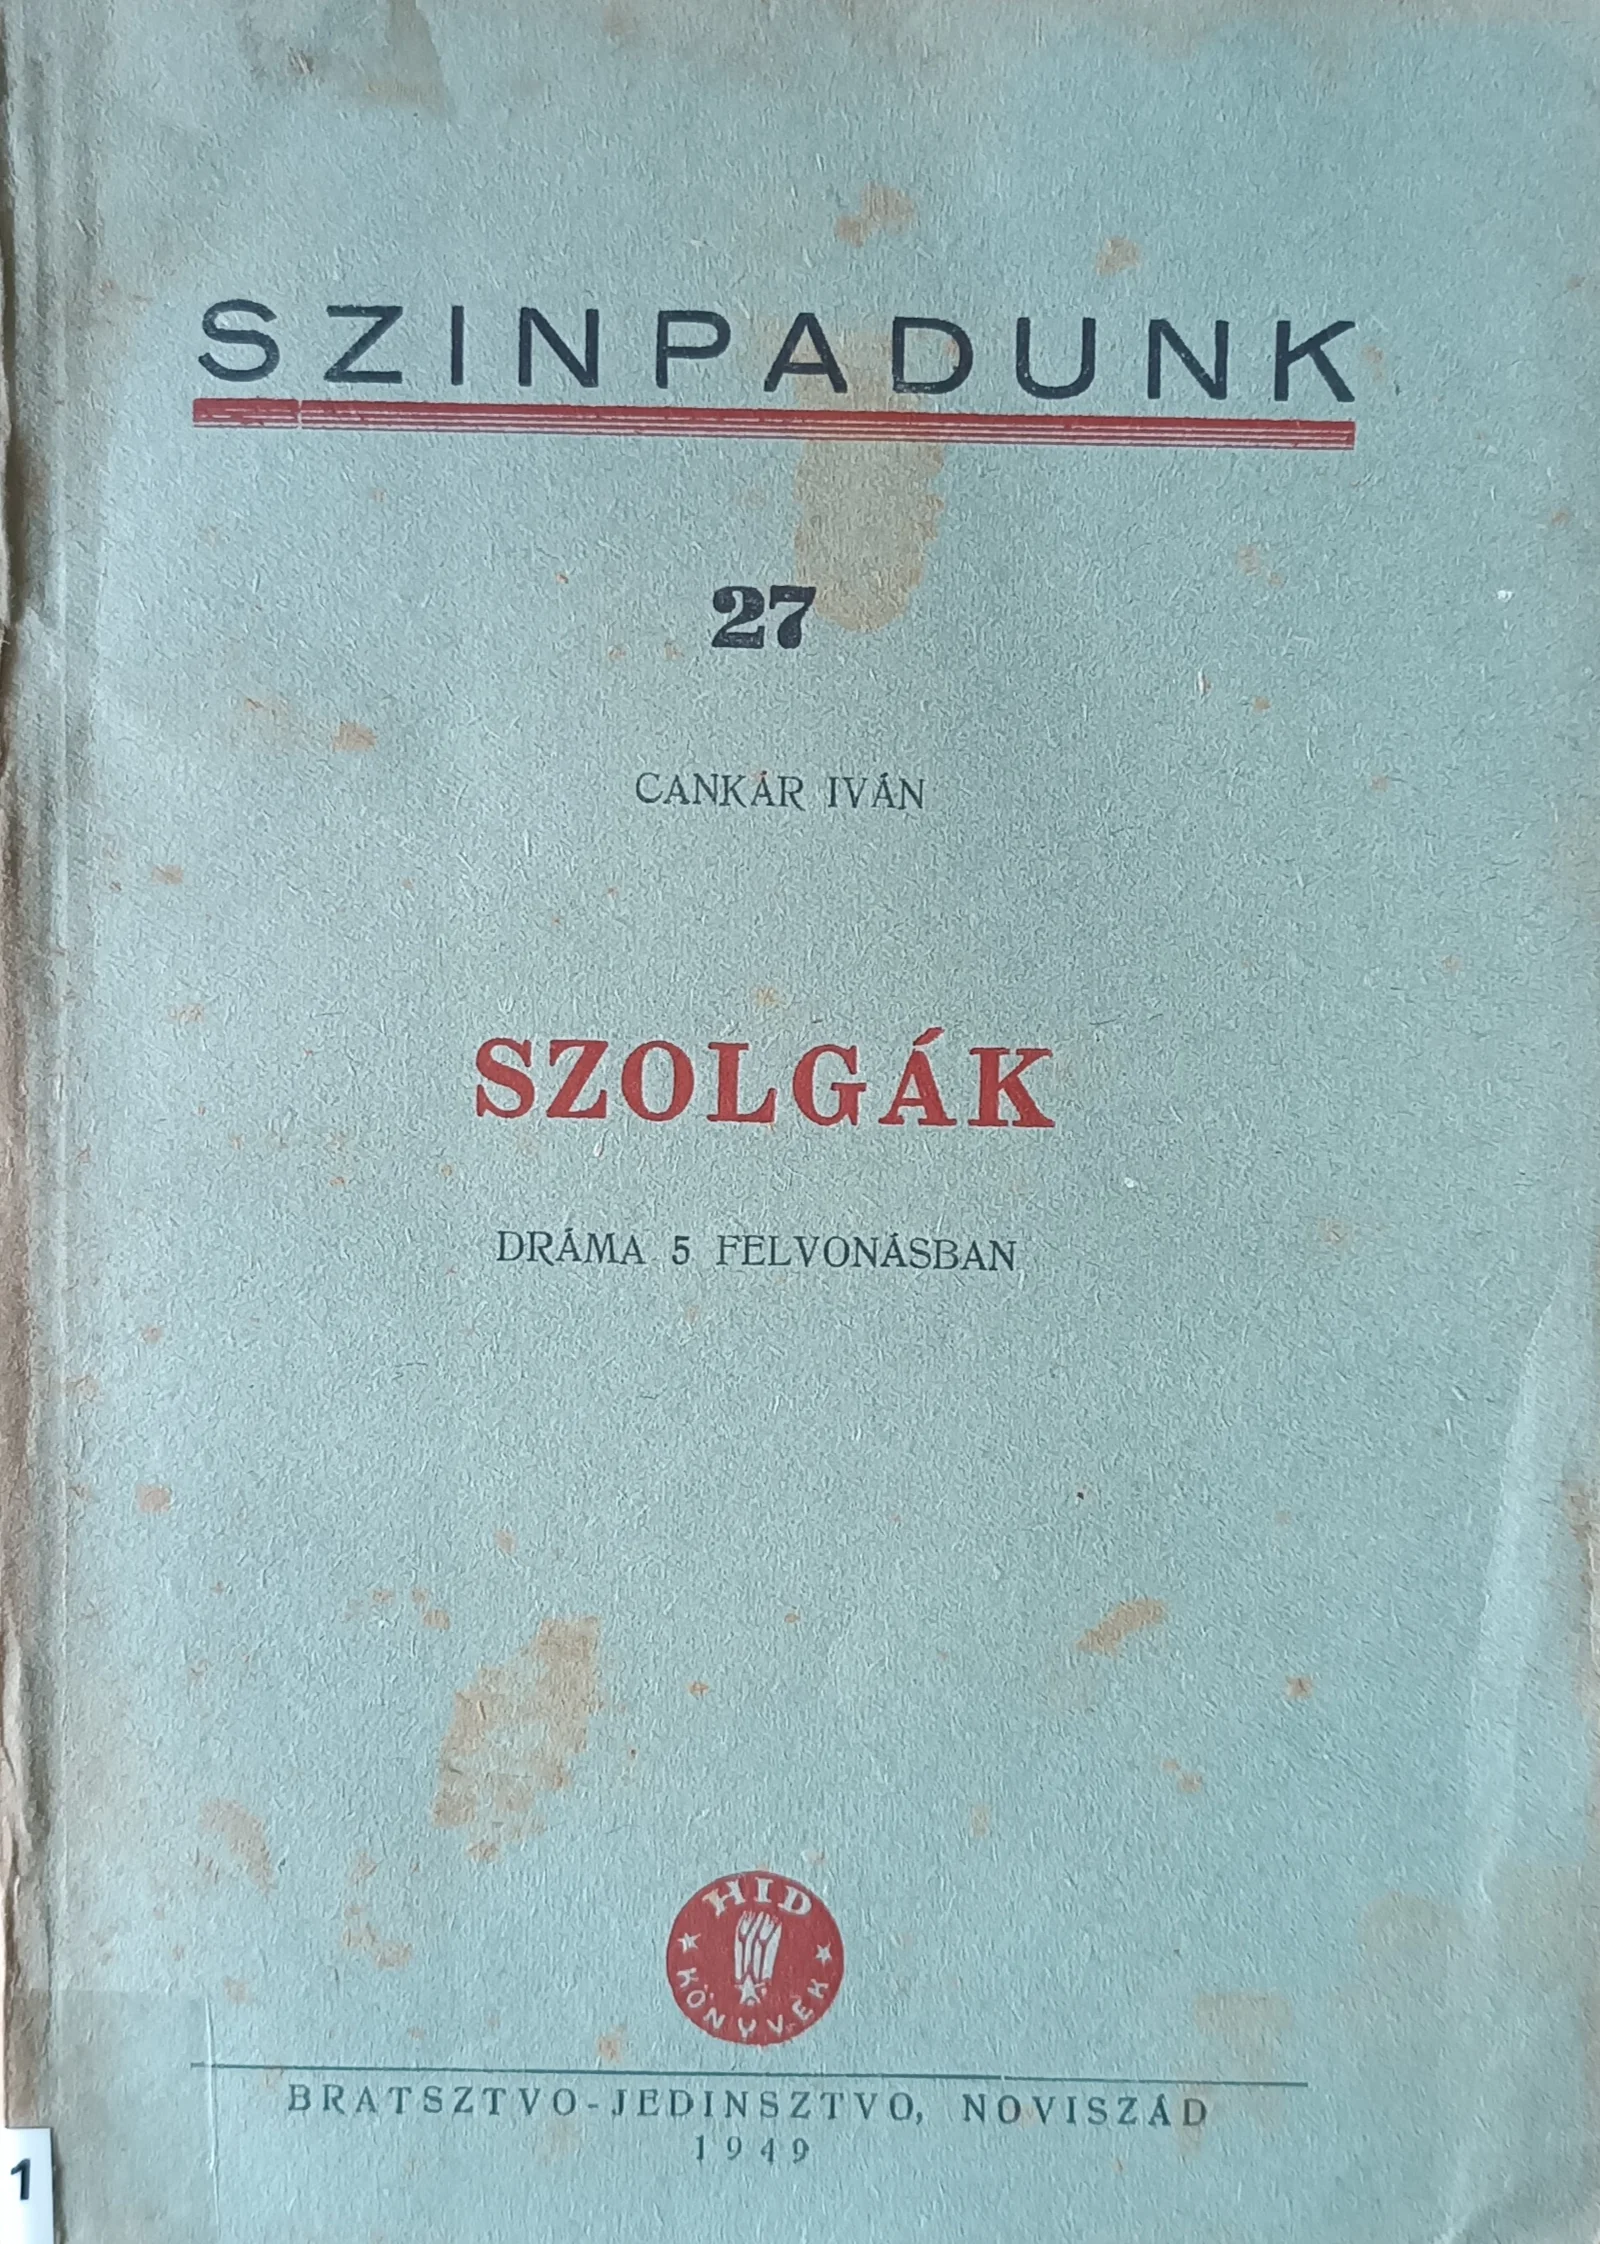 SZINPADUNK
27
CANKÁR IVÁN
SZOLGÁK
DRÁMA 5 FELVONÁSBAN
HID
KÖNYVEK
BRATSZTVO-JEDINSZTVO, NOVISZÁD
1949
1